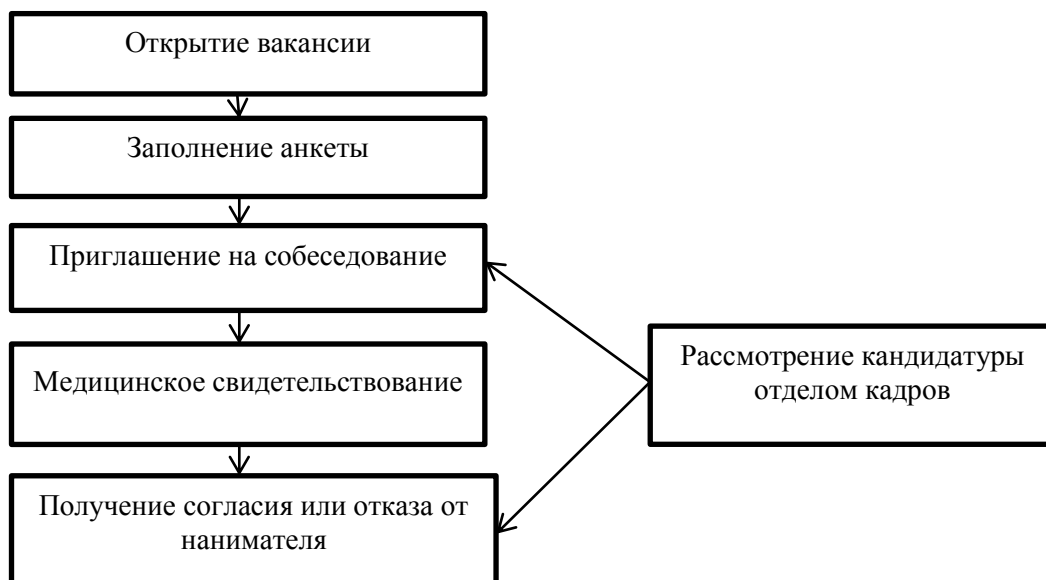 Открытие вакансии
Заполнение анкеты
Приглашение на собеседование
Медицинское свидетельствование
Рассмотрение кандидатуры
отделом кадров
Получение согласия или отказа от
нанимателя